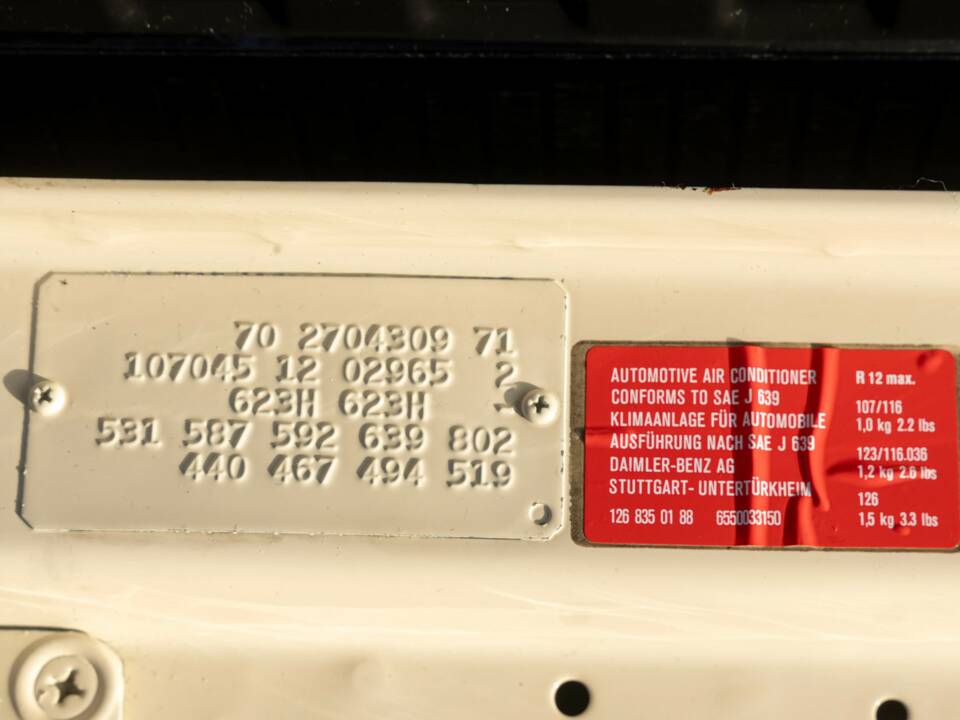 70 2704309 71
107045 12 02965 2
623H 623H 1
531 587 592 639 802
440 467 494 519
AUTOMOTIVE AIR CONDITIONER
CONFORMS TO SAE J 639
KLIMAANLAGE FÜR AUTOMOBILE
AUSFÜHRUNG NACH SAE J 639
DAIMLER-BENZ AG
STUTTGART- UNTERTÜRKHEIM
126 835 01 88 6550033150
R 12 max.
107/116
1,0 kg 2.2 lbs
123/116.036
1,2 kg 2.6 lbs
126
1,5 kg 3.3 lbs